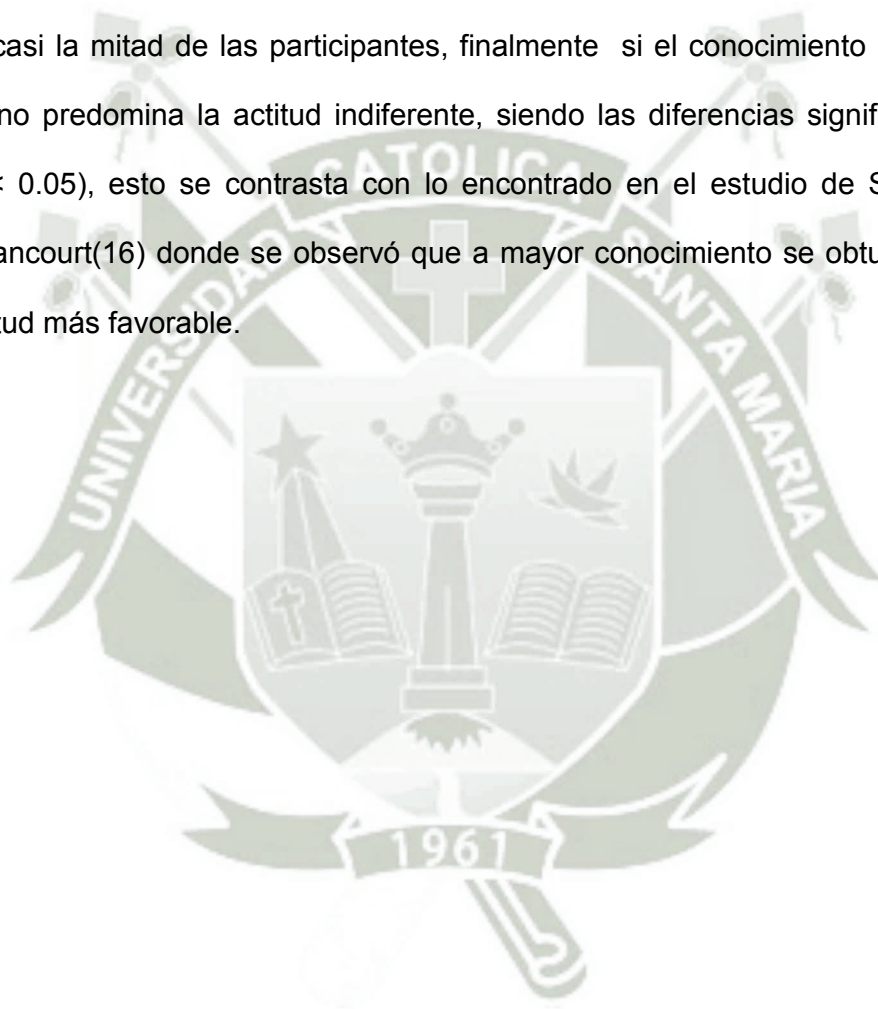 casi la mitad de las participantes, finalmente si el conocimiento
no predomina la actitud indiferente, siendo las diferencias signif
< 0.05), esto se contrasta con lo encontrado en el estudio de S
ancourt(16) donde se observó que a mayor conocimiento se obtu
tud más favorable.
UNIVERSIDAD CATOLICA SANTA MARIA
1961